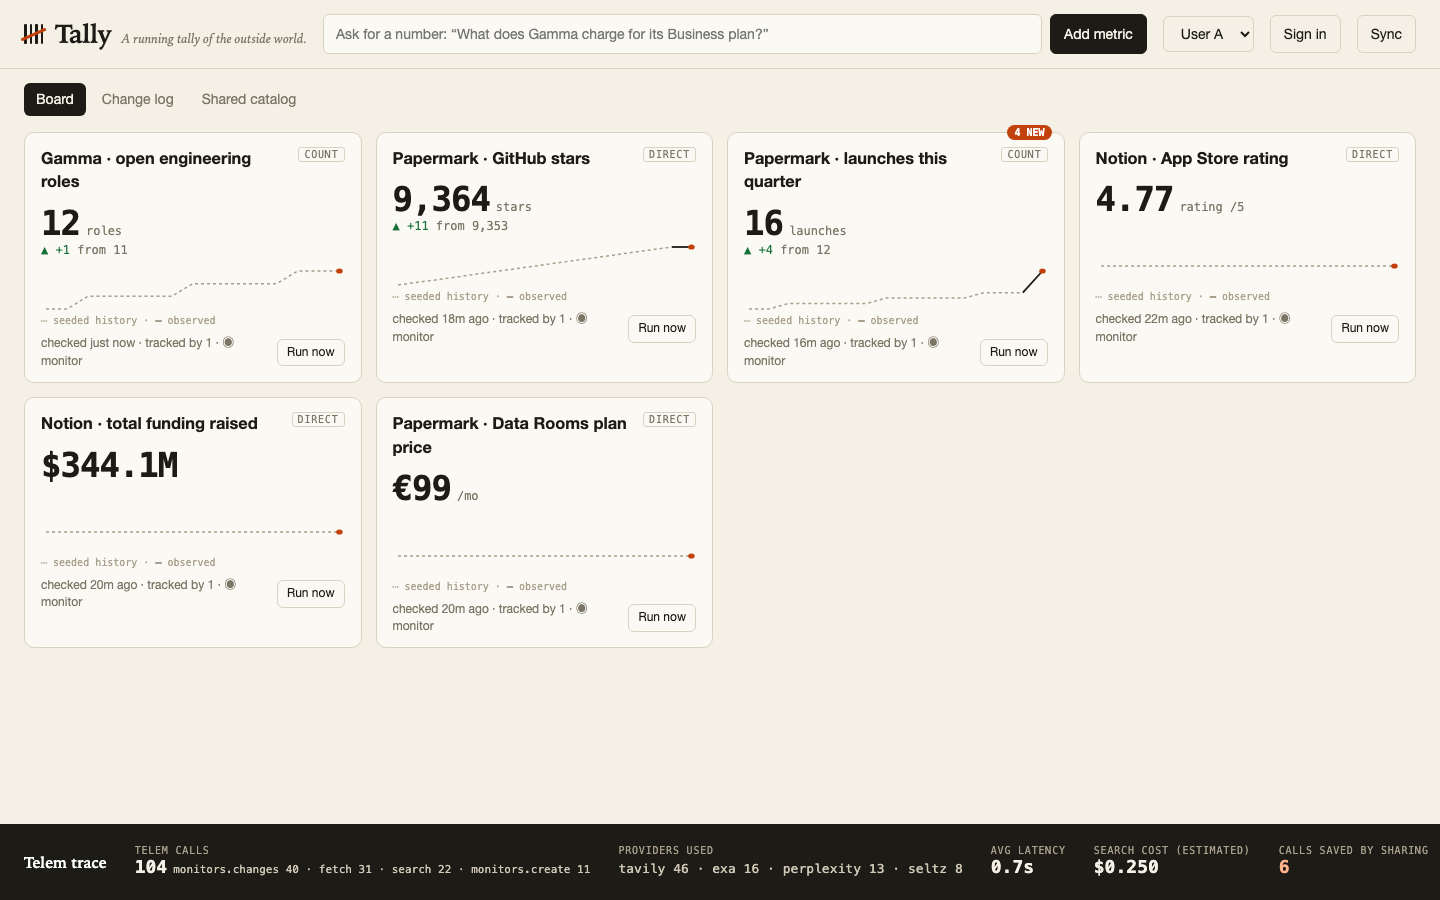 Tally
A running tally of the outside world.
Ask for a number: “What does Gamma charge for its Business plan?”
Add metric
User A
Sign in
Sync
Board
Change log
Shared catalog
Gamma · open engineering
roles
COUNT
12 roles
▲ +1 from 11
┄ seeded history · — observed
checked just now · tracked by 1 · ◉
monitor
Run now
Papermark · GitHub stars
DIRECT
9,364 stars
▲ +11 from 9,353
┄ seeded history · — observed
checked 18m ago · tracked by 1 · ◉
monitor
Run now
4 NEW
Papermark · launches this
quarter
COUNT
16 launches
▲ +4 from 12
┄ seeded history · — observed
checked 16m ago · tracked by 1 · ◉
monitor
Run now
Notion · App Store rating
DIRECT
4.77 rating /5
┄ seeded history · — observed
checked 22m ago · tracked by 1 · ◉
monitor
Run now
Notion · total funding raised
DIRECT
$344.1M
┄ seeded history · — observed
checked 20m ago · tracked by 1 · ◉
monitor
Run now
Papermark · Data Rooms plan
price
DIRECT
€99 /mo
┄ seeded history · — observed
checked 20m ago · tracked by 1 · ◉
monitor
Run now
Telem trace
TELEM CALLS
104 monitors.changes 40 · fetch 31 · search 22 · monitors.create 11
PROVIDERS USED
tavily 46 · exa 16 · perplexity 13 · seltz 8
AVG LATENCY
0.7s
SEARCH COST (ESTIMATED)
$0.250
CALLS SAVED BY SHARING
6